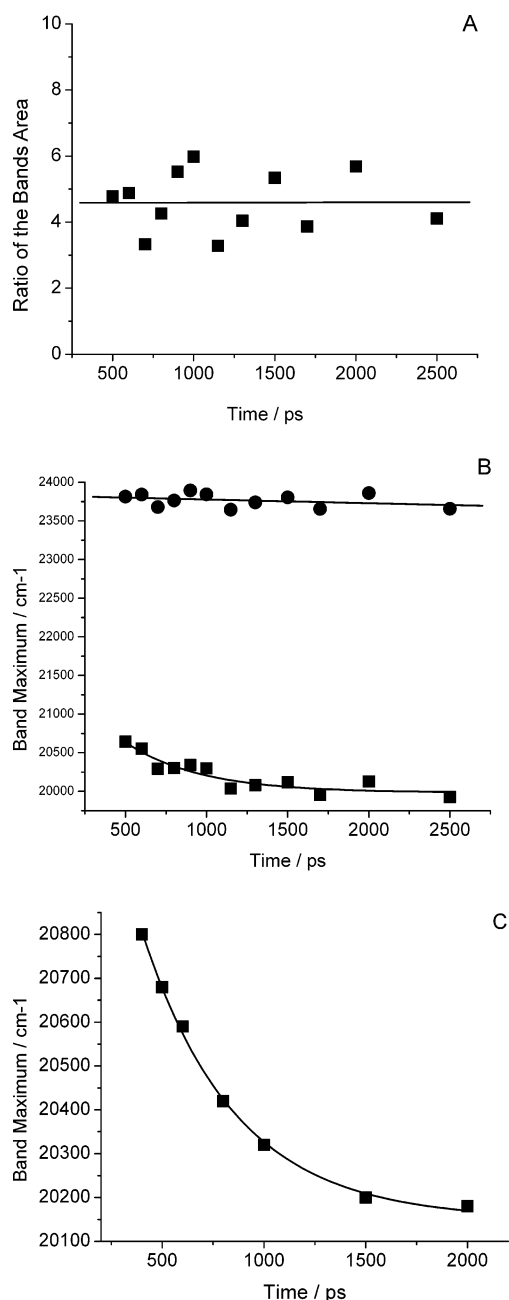 A
10
8
6
4
2
0
Ratio of the Bands Area
500 1000 1500 2000 2500
Time / ps
B
24000
23500
23000
22500
22000
21500
21000
20500
20000
Band Maximum / cm-1
500 1000 1500 2000 2500
Time / ps
C
20800
20700
20600
20500
20400
20300
20200
20100
Band Maximum / cm-1
500 1000 1500 2000
Time / ps